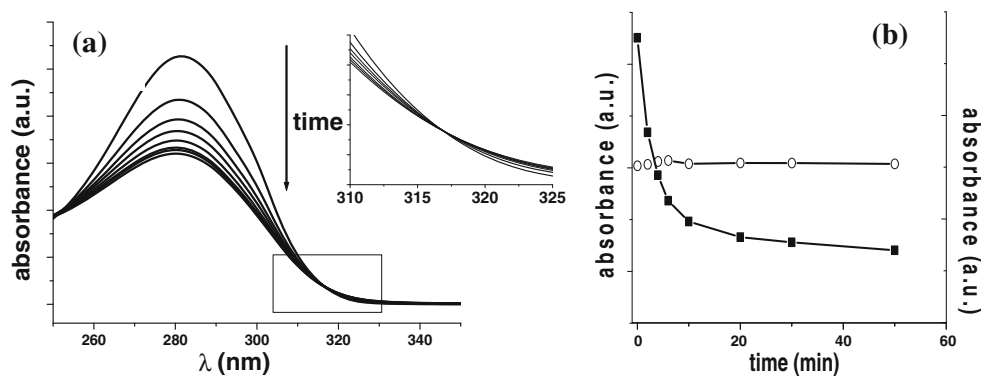 (a)
absorbance (a.u.)
time
310 315 320 325
260 280 300 320 340
λ (nm)
(b)
absorbance (a.u.)
absorbance (a.u.)
0 20 40 60
time (min)